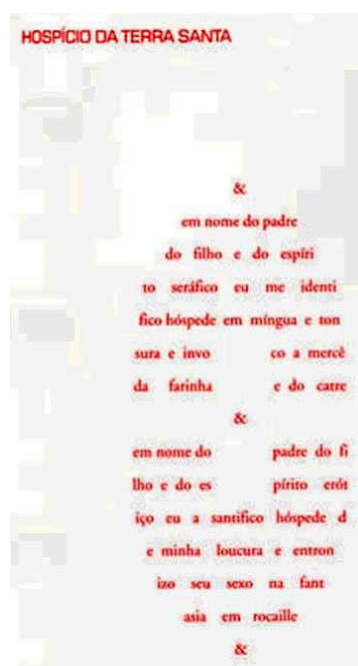 HOSPÍCIO DA TERRA SANTA
&
em nome do padre
do filho e do espíri
to seráfico eu me identi
fico hóspede em míngua e ton
sura e invo co a mercê
da farinha e do catre
&
em nome do padre do fi
lho e do es pírito erót
iço eu a santifico hóspede d
e minha loucura e entron
izo seu sexo na fant
asia em rocaille
&